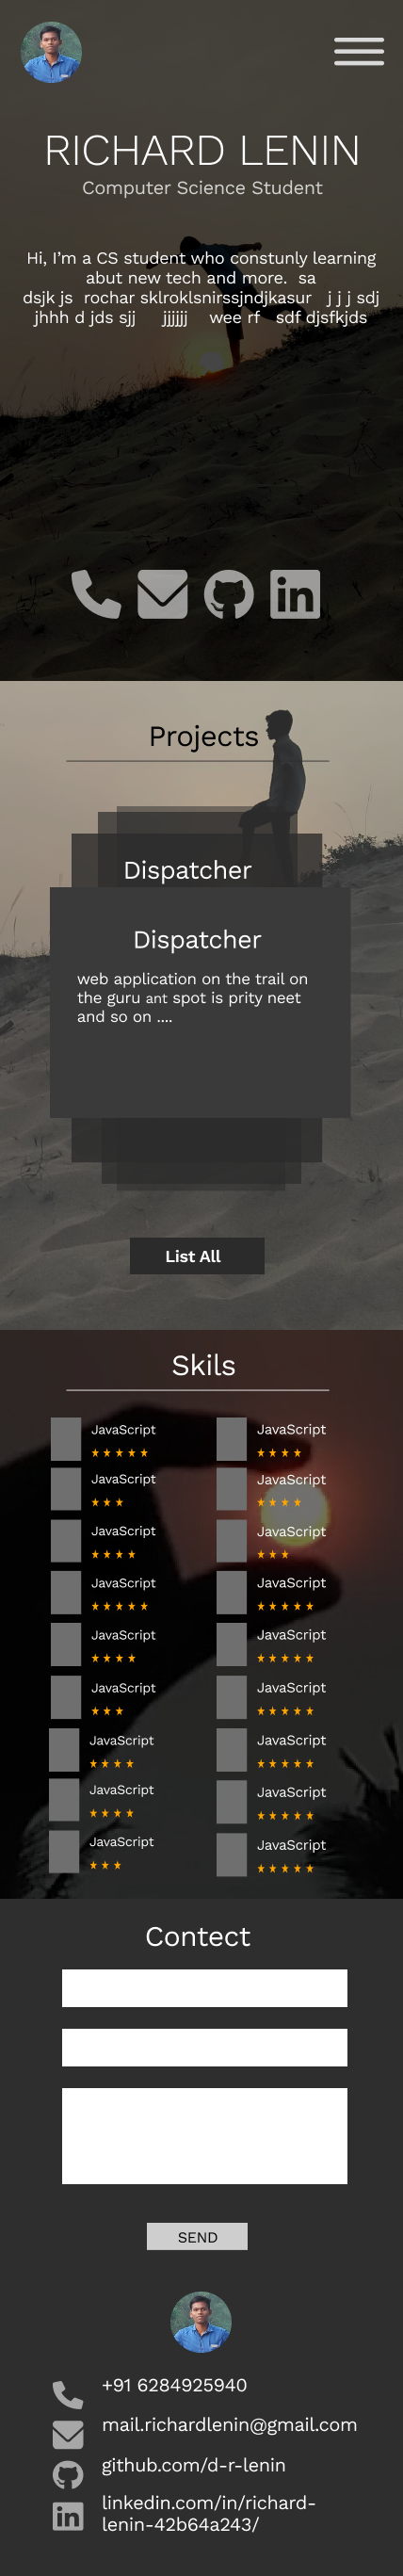 RICHARD LENIN
Computer Science Student
Hi, I’m a CS student who constunly learning
abut new tech and more. sa
dsjk js rochar sklroklsnirssjndjkasur j j j sdj
jhhh d jds sjj jjjjjj wee rf sdf djsfkjds
Projects
Dispatcher
Dispatcher
web application on the trail on
the guru ant spot is prity neet
and so on ....
List All
Skils
JavaScript JavaScript
JavaScript JavaScript
JavaScript JavaScript
JavaScript JavaScript
JavaScript JavaScript
JavaScript JavaScript
JavaScript JavaScript
JavaScript JavaScript
JavaScript JavaScript
Contect
SEND
+91 6284925940
mail.richardlenin@gmail.com
github.com/d-r-lenin
linkedin.com/in/richard-
lenin-42b64a243/